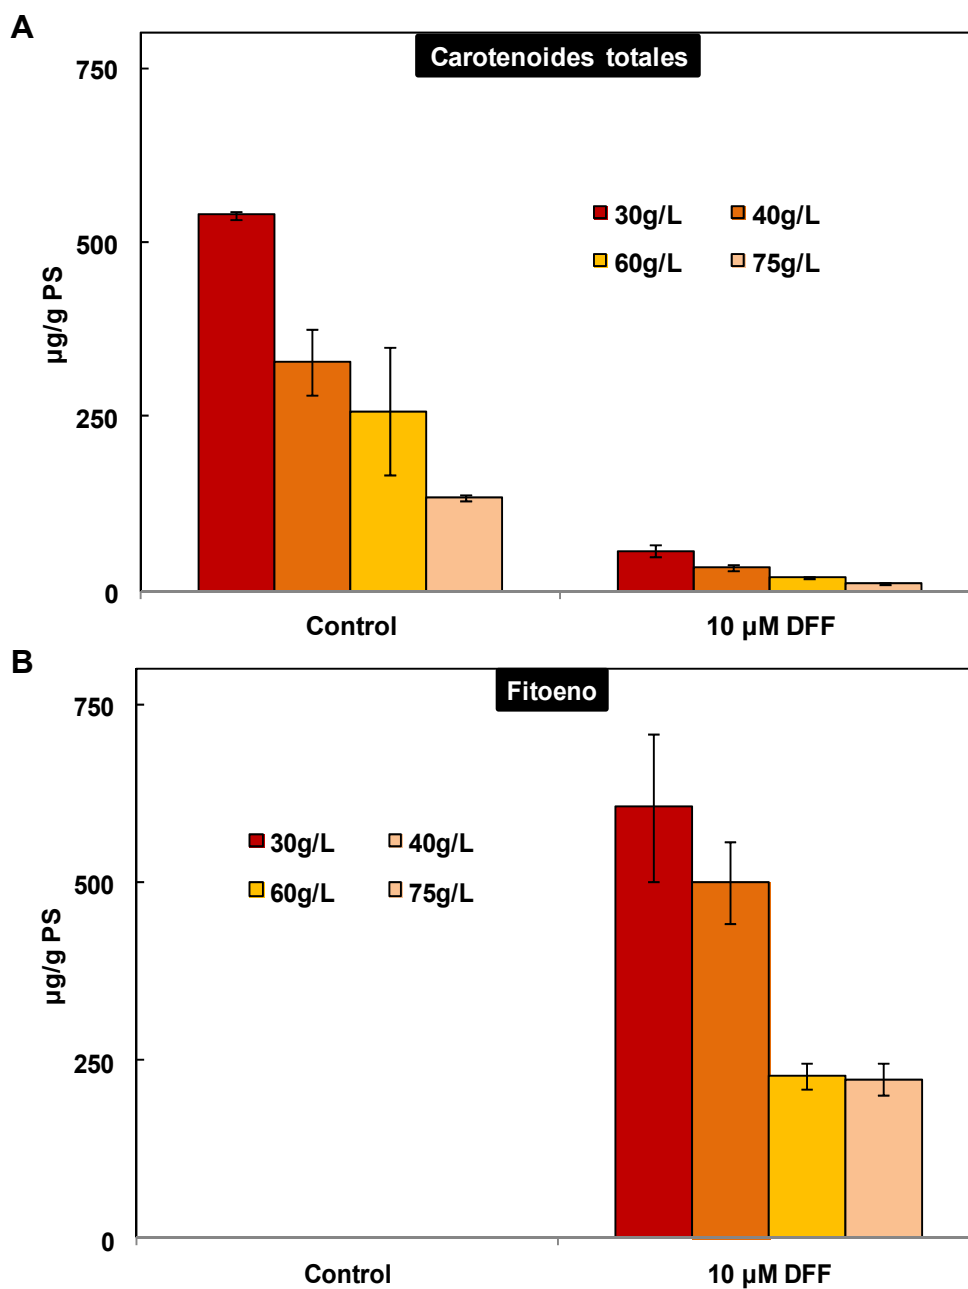 A
Carotenoides totales
750
500
250
0
µg/g PS
30g/L 40g/L
60g/L 75g/L
Control 10 µM DFF
B
Fitoeno
750
500
250
0
µg/g PS
30g/L 40g/L
60g/L 75g/L
Control 10 µM DFF